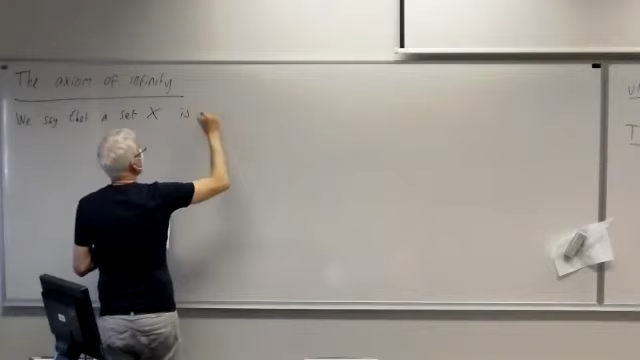 The axiom of infinity
We say that a set X is